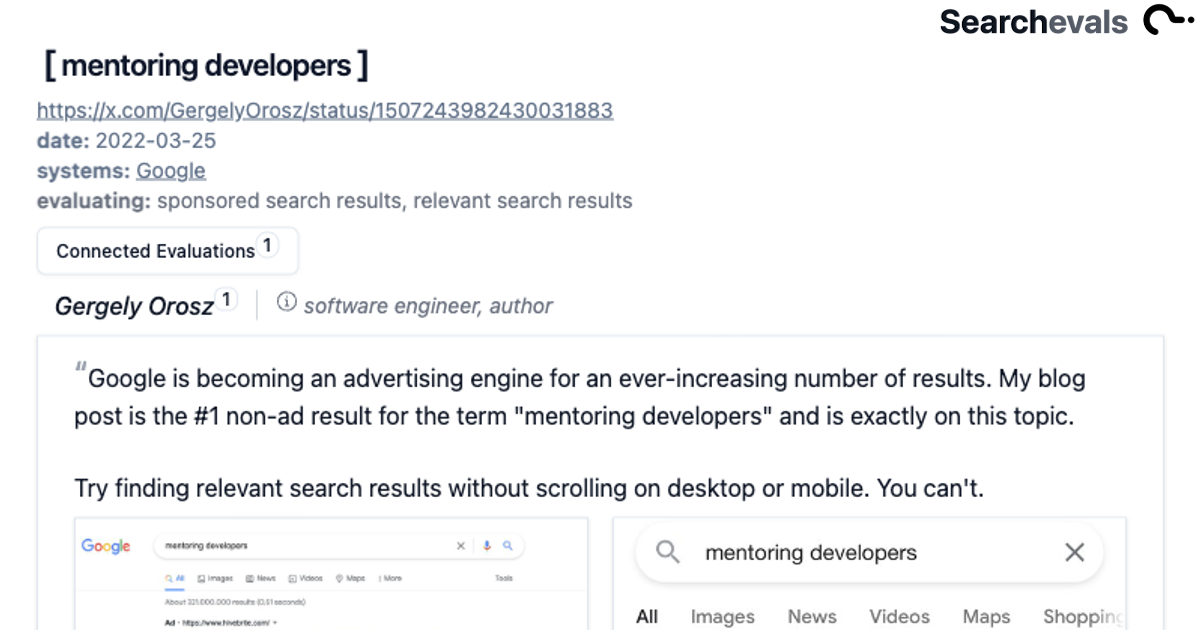 Searchevals
[ mentoring developers ]
https://x.com/GergelyOrosz/status/1507243982430031883
date: 2022-03-25
systems: Google
evaluating: sponsored search results, relevant search results
Connected Evaluations 1
Gergely Orosz 1 software engineer, author
"Google is becoming an advertising engine for an ever-increasing number of results. My blog
post is the #1 non-ad result for the term "mentoring developers" and is exactly on this topic.
Try finding relevant search results without scrolling on desktop or mobile. You can't.
Google mentoring developers
All Images News Videos Maps More Tools
About 321.000.000 results (0,51 seconds)
Ad · https://www.hivebrite.com/
mentoring developers
All Images News Videos Maps Shopping